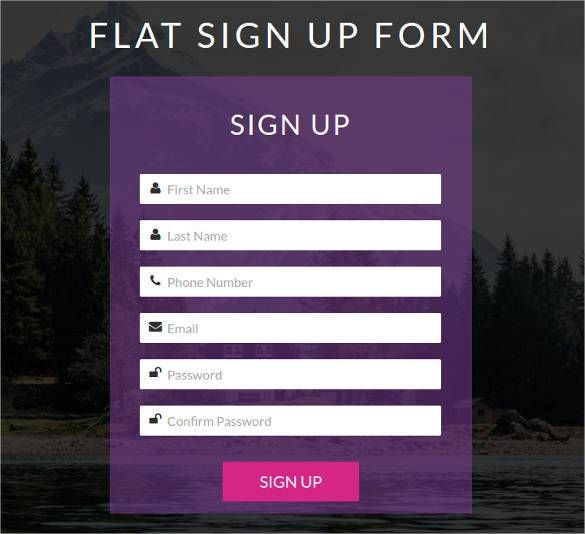 FLAT SIGN UP FORM
SIGN UP
First Name
Last Name
Phone Number
Email
Password
Confirm Password
SIGN UP